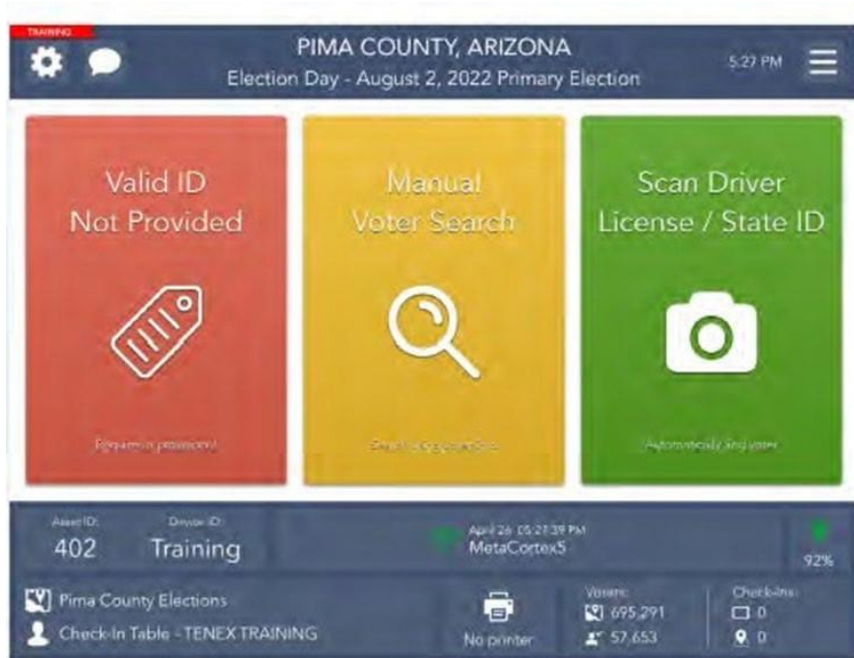 TRAINING
PIMA COUNTY, ARIZONA
Election Day - August 2, 2022 Primary Election
5:27 PM
Valid ID
Not Provided
Manual
Voter Search
Scan Driver
License / State ID
Automatically find voter
Asset ID:
402
Device ID:
Training
April 26 05:27:39 PM
MetaCortex5
92%
Pima County Elections
Check-In Table - TENEX TRAINING
No printer
Voters:
695,291
57,653
Check-Ins:
0
0